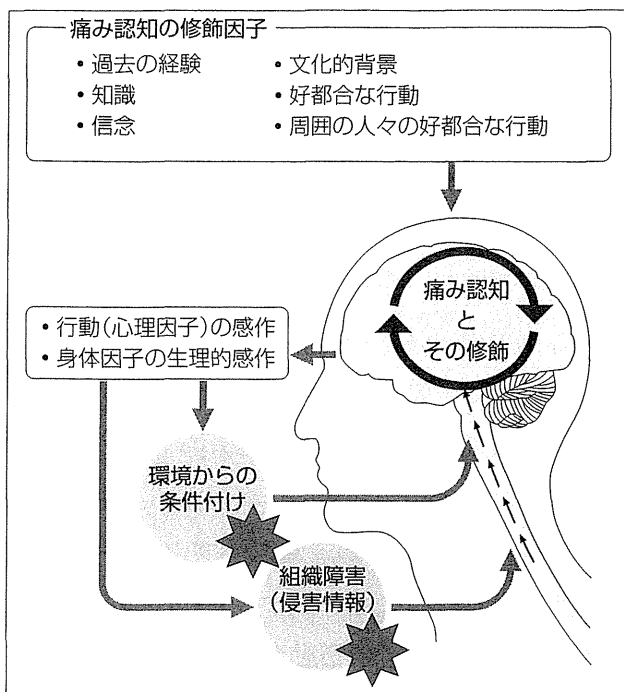 痛み認知の修飾因子
・過去の経験
・知識
・信念
・文化的背景
・好都合な行動
・周囲の人々の好都合な行動
痛み認知
と
その修飾
・行動(心理因子)の感作
・身体因子の生理的感作
環境からの
条件付け
組織障害
(侵害情報)